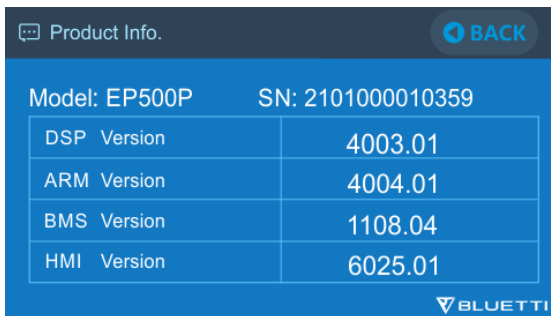 Product Info.
BACK
Model: EP500P SN: 2101000010359
DSP Version 4003.01
ARM Version 4004.01
BMS Version 1108.04
HMI Version 6025.01
BLUETTI